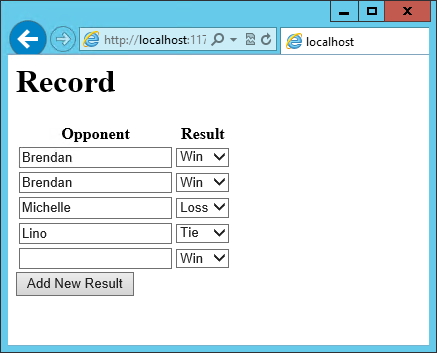 http://localhost:117
localhost
Record
Opponent Result
Brendan Win
Brendan Win
Michelle Loss
Lino Tie
Win
Add New Result